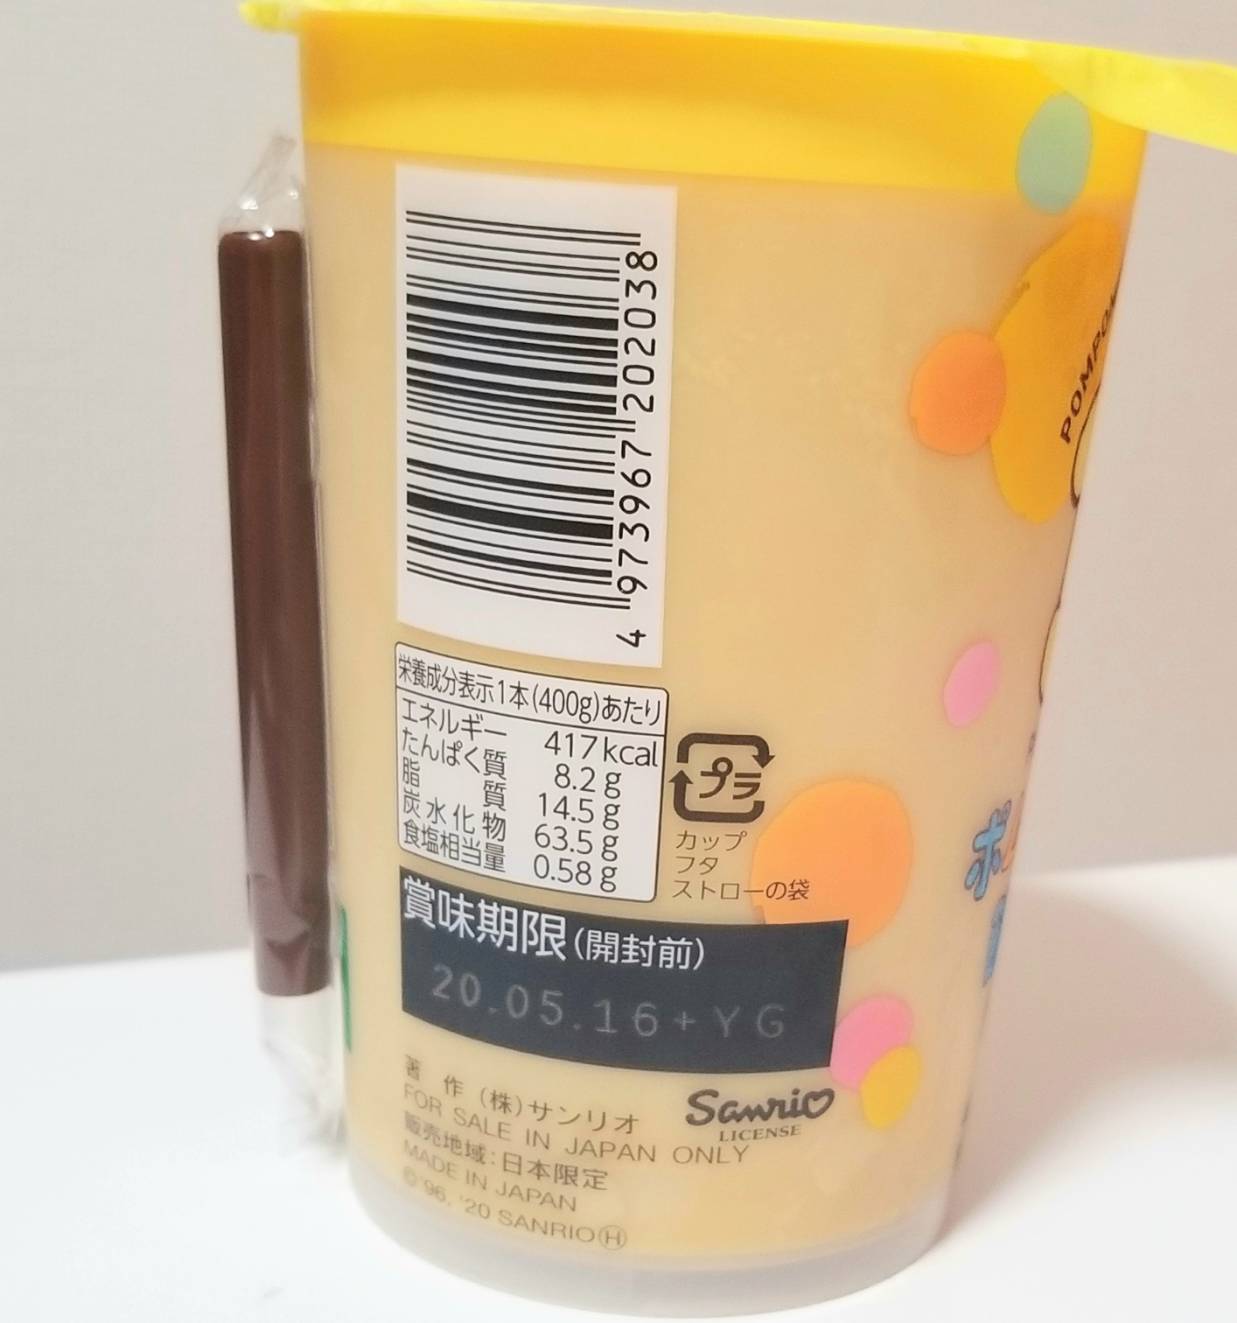 4 973967 202038
POMPO
栄養成分表示1本(400g)あたり
エネルギー 417kcal
たんぱく質 8.2g
脂質 14.5g
炭水化物 63.5g
食塩相当量 0.58g
プラ
カップ
フタ
ストローの袋
賞味期限(開封前)
20.05.16+YG
著作(株)サンリオ
FOR SALE IN JAPAN ONLY
販売地域:日本限定
MADE IN JAPAN
©'96, '20 SANRIO Ⓗ
Sanrio
LICENSE
ポ